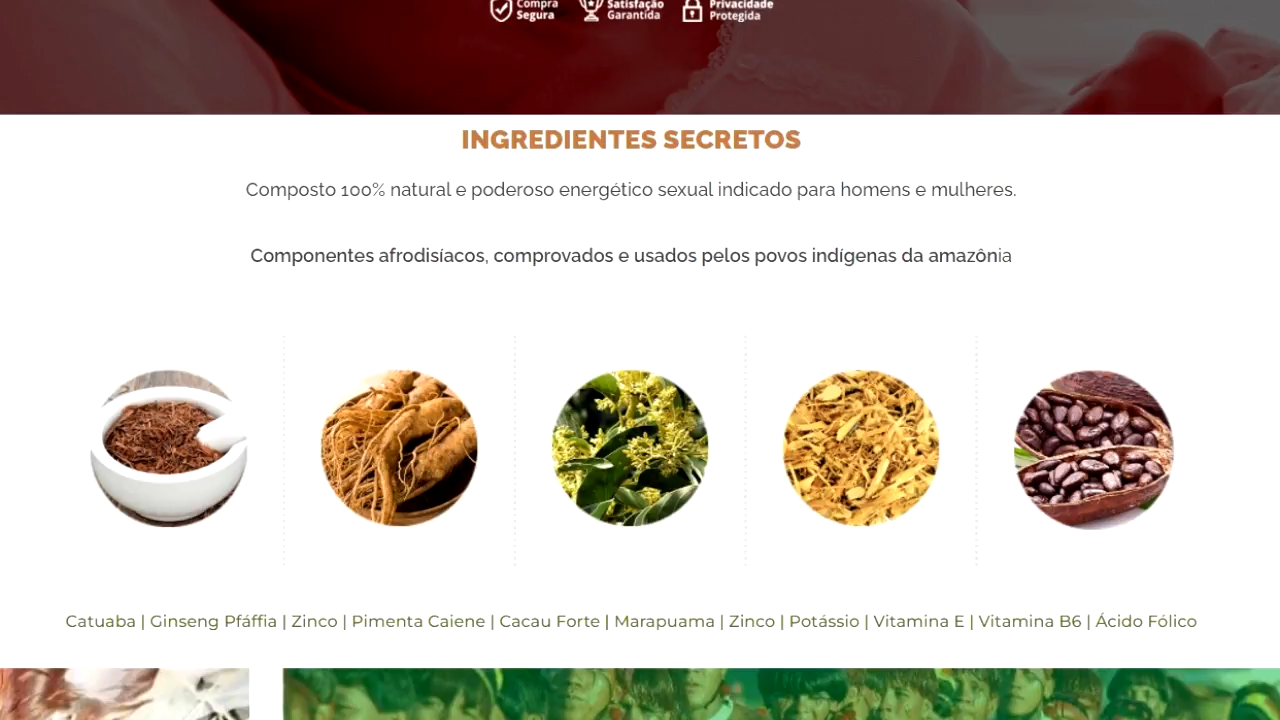 Compra
Segura
Satisfação
Garantida
Privacidade
Protegida
INGREDIENTES SECRETOS
Composto 100% natural e poderoso energético sexual indicado para homens e mulheres.
Componentes afrodisíacos, comprovados e usados pelos povos indígenas da amazônia
Catuaba | Ginseng Pfáffia | Zinco | Pimenta Caiene | Cacau Forte | Marapuama | Zinco | Potássio | Vitamina E | Vitamina B6 | Ácido Fólico